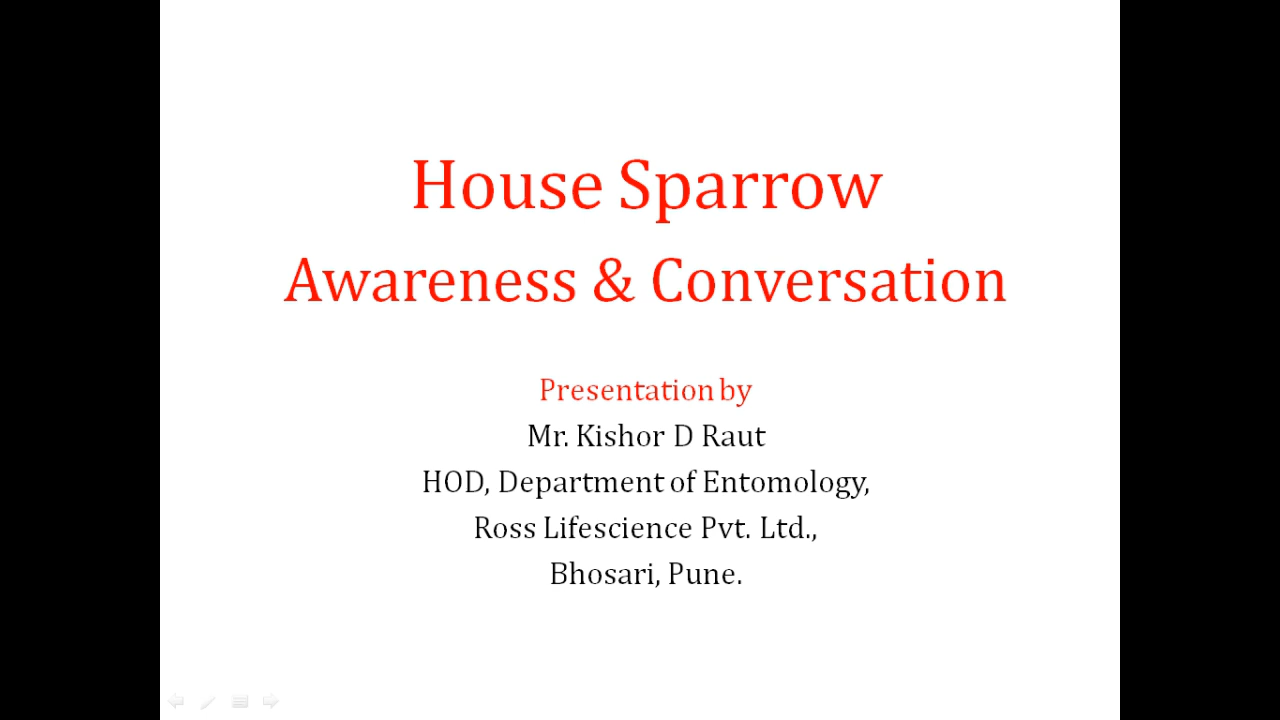 House Sparrow
Awareness & Conversation
Presentation by
Mr. Kishor D Raut
HOD, Department of Entomology,
Ross Lifescience Pvt. Ltd.,
Bhosari, Pune.